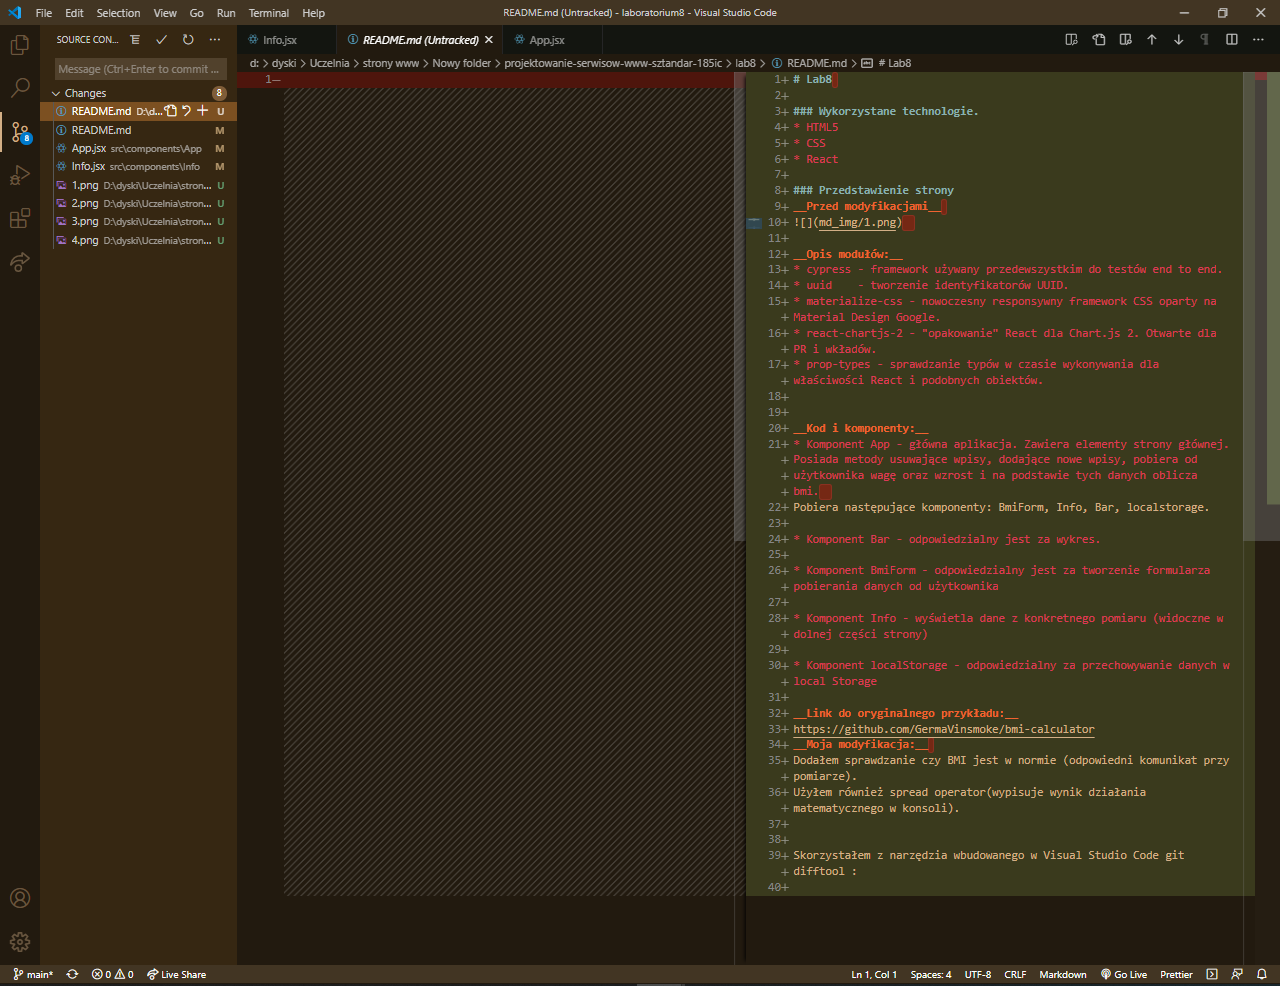 File Edit Selection View Go Run Terminal Help
README.md (Untracked) - laboratorium8 - Visual Studio Code
SOURCE CON...
Message (Ctrl+Enter to commit ...
Changes 8
README.md D:\d... U
README.md M
App.jsx src\components\App M
Info.jsx src\components\Info M
1.png D:\dyski\Uczelnia\stron... U
2.png D:\dyski\Uczelnia\stron... U
3.png D:\dyski\Uczelnia\stron... U
4.png D:\dyski\Uczelnia\stron... U
8
Info.jsx README.md (Untracked) App.jsx
d: > dyski > Uczelnia > strony www > Nowy folder > projektowanie-serwisow-www-sztandar-185ic > lab8 > README.md > # Lab8
1—
1+ # Lab8
2+
3+ ### Wykorzystane technologie.
4+ * HTML5
5+ * CSS
6+ * React
7+
8+ ### Przedstawienie strony
9+ __Przed modyfikacjami__
10+ ![](md_img/1.png)
11+
12+ __Opis modułów:__
13+ * cypress - framework używany przedewszystkim do testów end to end.
14+ * uuid    - tworzenie identyfikatorów UUID.
15+ * materialize-css - nowoczesny responsywny framework CSS oparty na
+ Material Design Google.
16+ * react-chartjs-2 - "opakowanie" React dla Chart.js 2. Otwarte dla
+ PR i wkładów.
17+ * prop-types - sprawdzanie typów w czasie wykonywania dla
+ właściwości React i podobnych obiektów.
18+
19+
20+ __Kod i komponenty:__
21+ * Komponent App - główna aplikacja. Zawiera elementy strony głównej.
+ Posiada metody usuwające wpisy, dodające nowe wpisy, pobiera od
+ użytkownika wagę oraz wzrost i na podstawie tych danych oblicza
+ bmi.
22+ Pobiera następujące komponenty: BmiForm, Info, Bar, localstorage.
23+
24+ * Komponent Bar - odpowiedzialny jest za wykres.
25+
26+ * Komponent BmiForm - odpowiedzialny jest za tworzenie formularza
+ pobierania danych od użytkownika
27+
28+ * Komponent Info - wyświetla dane z konkretnego pomiaru (widoczne w
+ dolnej części strony)
29+
30+ * Komponent localStorage - odpowiedzialny za przechowywanie danych w
+ local Storage
31+
32+ __Link do oryginalnego przykładu:__
33+ https://github.com/GermaVinsmoke/bmi-calculator
34+ __Moja modyfikacja:__
35+ Dodałem sprawdzanie czy BMI jest w normie (odpowiedni komunikat przy
+ pomiarze).
36+ Użyłem również spread operator(wypisuje wynik działania
+ matematycznego w konsoli).
37+
38+
39+ Skorzystałem z narzędzia wbudowanego w Visual Studio Code git
+ difftool :
40+
main* 0 0 Live Share
Ln 1, Col 1 Spaces: 4 UTF-8 CRLF Markdown Go Live Prettier